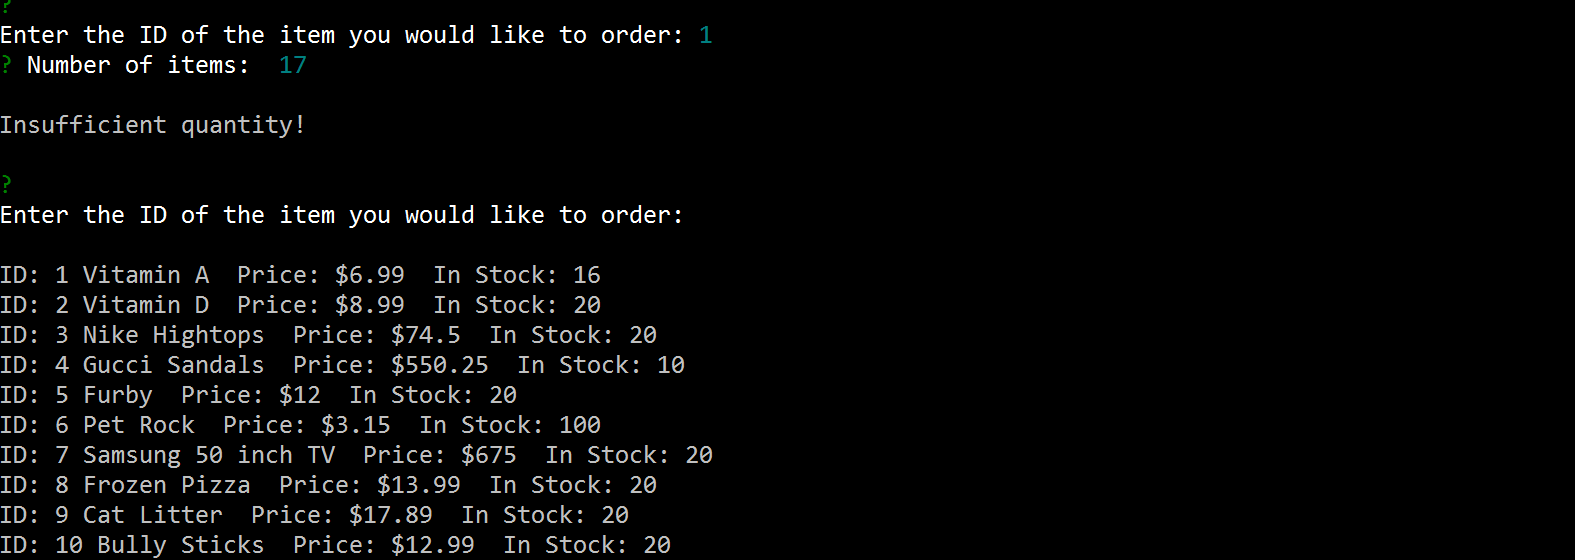 ?
Enter the ID of the item you would like to order: 1
? Number of items:  17
Insufficient quantity!
?
Enter the ID of the item you would like to order:
ID: 1 Vitamin A  Price: $6.99  In Stock: 16
ID: 2 Vitamin D  Price: $8.99  In Stock: 20
ID: 3 Nike Hightops  Price: $74.5  In Stock: 20
ID: 4 Gucci Sandals  Price: $550.25  In Stock: 10
ID: 5 Furby  Price: $12  In Stock: 20
ID: 6 Pet Rock  Price: $3.15  In Stock: 100
ID: 7 Samsung 50 inch TV  Price: $675  In Stock: 20
ID: 8 Frozen Pizza  Price: $13.99  In Stock: 20
ID: 9 Cat Litter  Price: $17.89  In Stock: 20
ID: 10 Bully Sticks  Price: $12.99  In Stock: 20